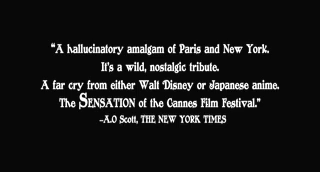 “A hallucinatory amalgam of Paris and New York.
It's a wild, nostalgic tribute.
A far cry from either Walt Disney or Japanese anime.
The SENSATION of the Cannes Film Festival.”
–A.O Scott, THE NEW YORK TIMES